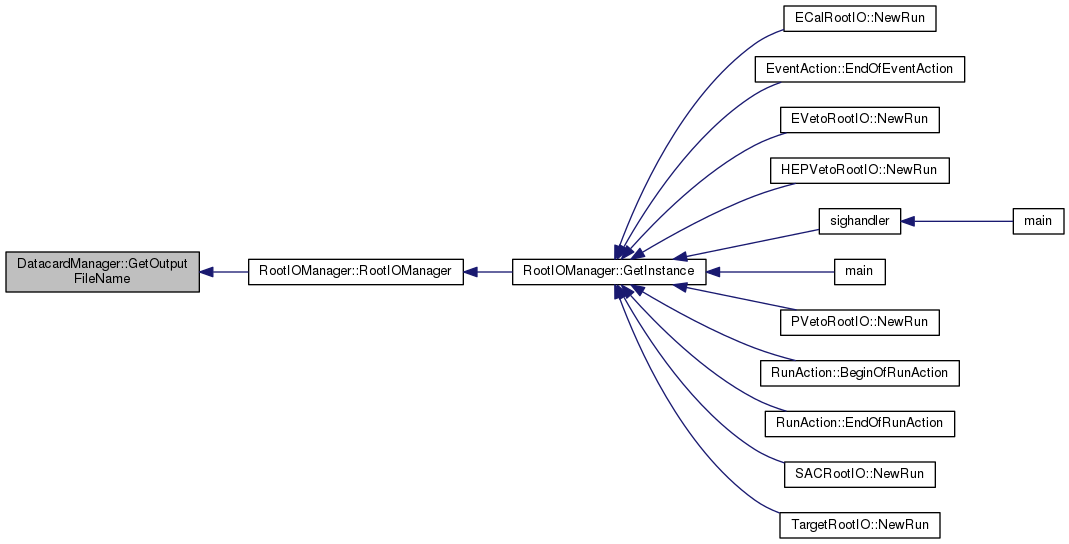 ECalRootIO::NewRun
EventAction::EndOfEventAction
EVetoRootIO::NewRun
HEPVetoRootIO::NewRun
sighandler
main
DatacardManager::GetOutput
FileName
RootIOManager::RootIOManager
RootIOManager::GetInstance
main
PVetoRootIO::NewRun
RunAction::BeginOfRunAction
RunAction::EndOfRunAction
SACRootIO::NewRun
TargetRootIO::NewRun